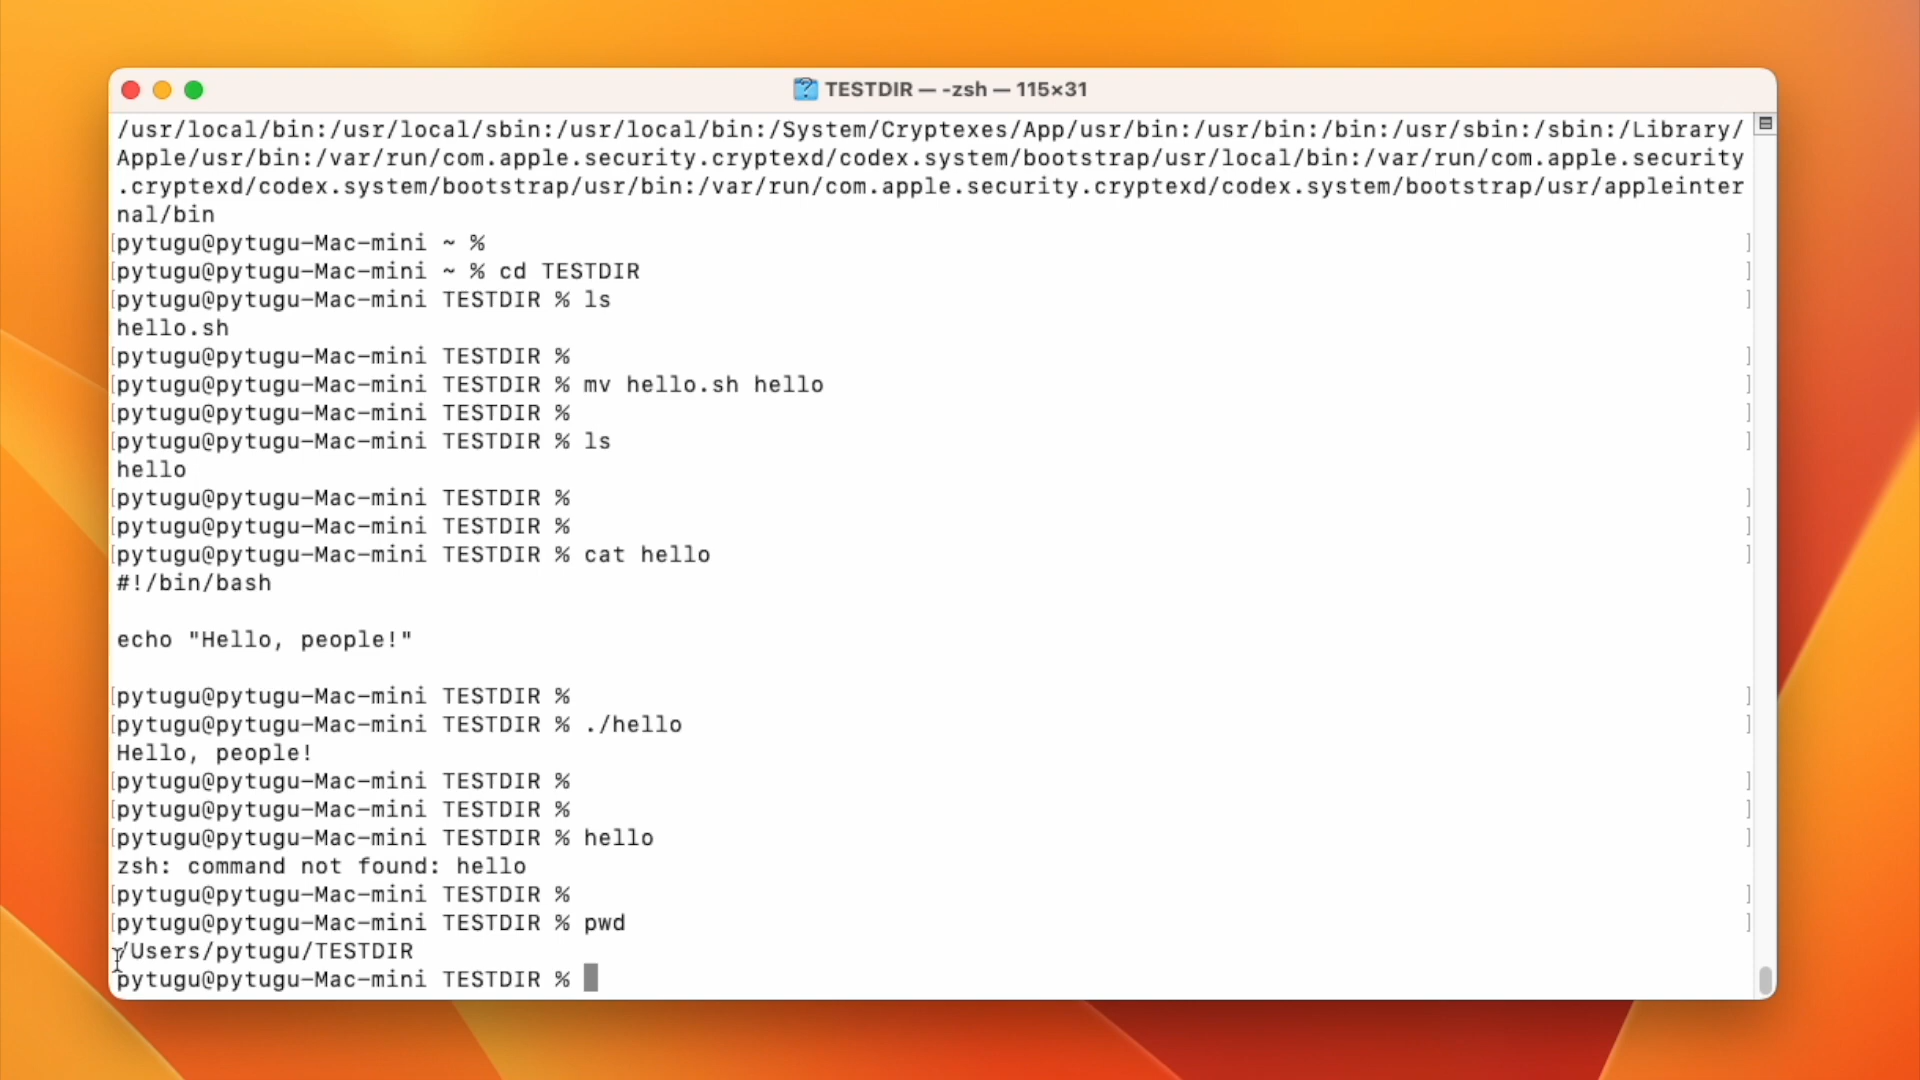 TESTDIR — -zsh — 115×31
/usr/local/bin:/usr/local/sbin:/usr/local/bin:/System/Cryptexes/App/usr/bin:/usr/bin:/bin:/usr/sbin:/sbin:/Library/
Apple/usr/bin:/var/run/com.apple.security.cryptexd/codex.system/bootstrap/usr/local/bin:/var/run/com.apple.security
.cryptexd/codex.system/bootstrap/usr/bin:/var/run/com.apple.security.cryptexd/codex.system/bootstrap/usr/appleinter
nal/bin
[pytugu@pytugu-Mac-mini ~ % ]
[pytugu@pytugu-Mac-mini ~ % cd TESTDIR ]
[pytugu@pytugu-Mac-mini TESTDIR % ls ]
hello.sh
[pytugu@pytugu-Mac-mini TESTDIR % ]
[pytugu@pytugu-Mac-mini TESTDIR % mv hello.sh hello ]
[pytugu@pytugu-Mac-mini TESTDIR % ]
[pytugu@pytugu-Mac-mini TESTDIR % ls ]
hello
[pytugu@pytugu-Mac-mini TESTDIR % ]
[pytugu@pytugu-Mac-mini TESTDIR % ]
[pytugu@pytugu-Mac-mini TESTDIR % cat hello ]
#!/bin/bash
echo "Hello, people!"
[pytugu@pytugu-Mac-mini TESTDIR % ]
[pytugu@pytugu-Mac-mini TESTDIR % ./hello ]
Hello, people!
[pytugu@pytugu-Mac-mini TESTDIR % ]
[pytugu@pytugu-Mac-mini TESTDIR % ]
[pytugu@pytugu-Mac-mini TESTDIR % hello ]
zsh: command not found: hello
[pytugu@pytugu-Mac-mini TESTDIR % ]
[pytugu@pytugu-Mac-mini TESTDIR % pwd ]
/Users/pytugu/TESTDIR
pytugu@pytugu-Mac-mini TESTDIR %